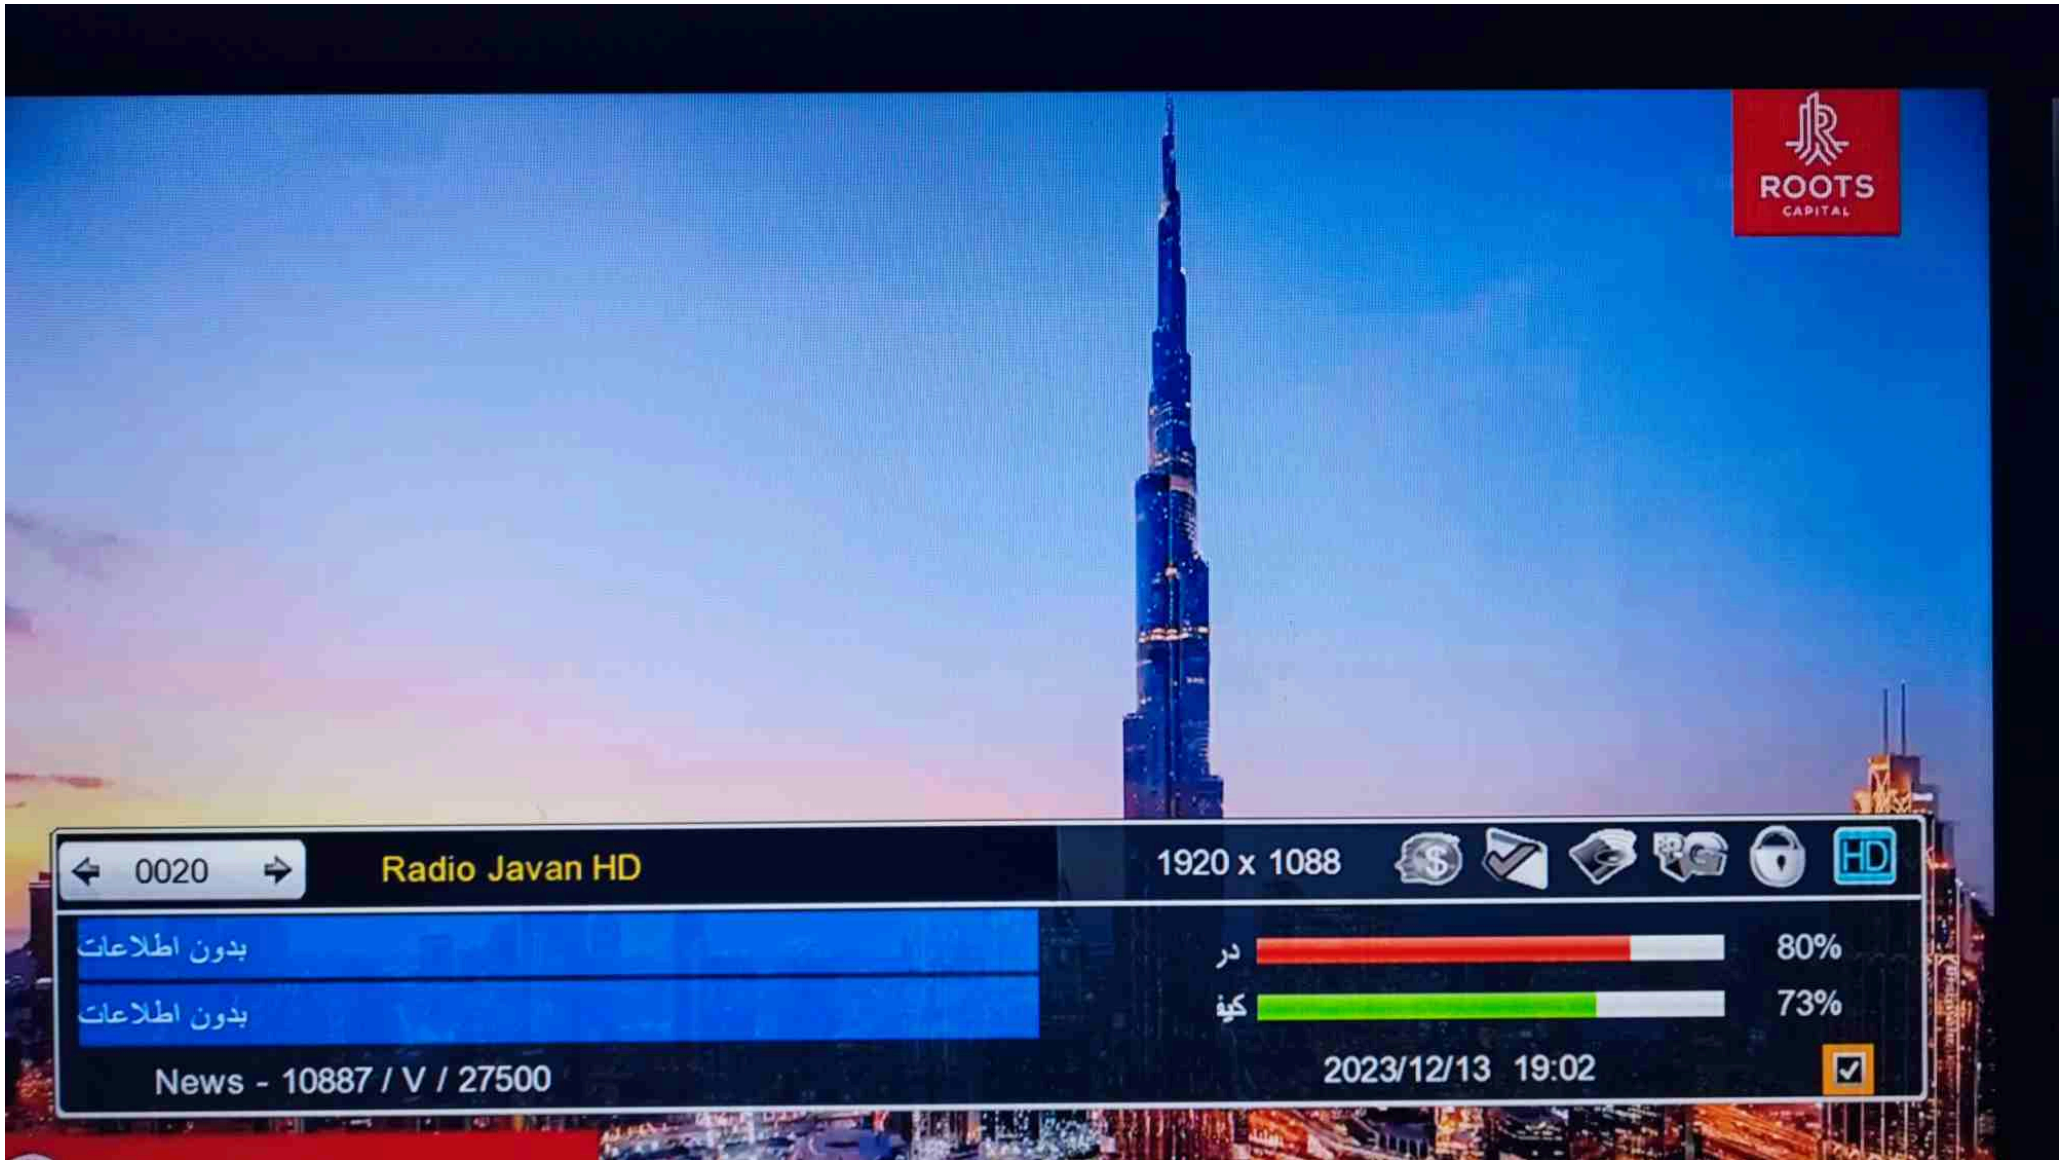 ROOTS
CAPITAL
0020 Radio Javan HD 1920 x 1088 HD
بدون اطلاعات در 80%
بدون اطلاعات کیف 73%
News - 10887 / V / 27500 2023/12/13 19:02